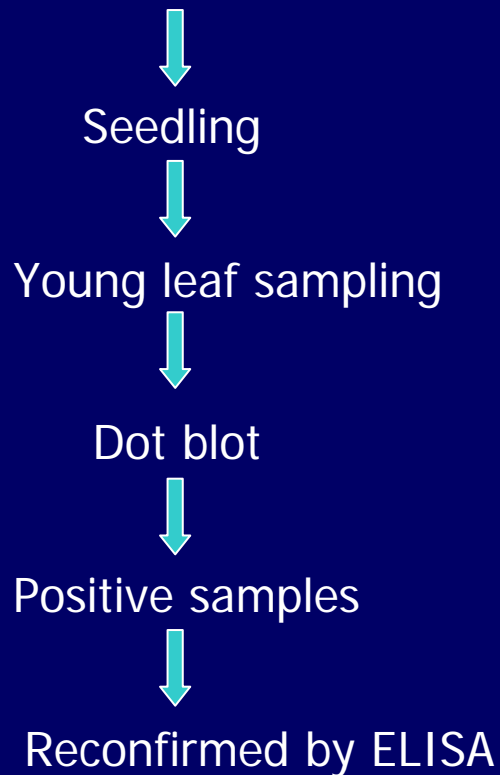 Seedling
Young leaf sampling
Dot blot
Positive samples
Reconfirmed by ELISA